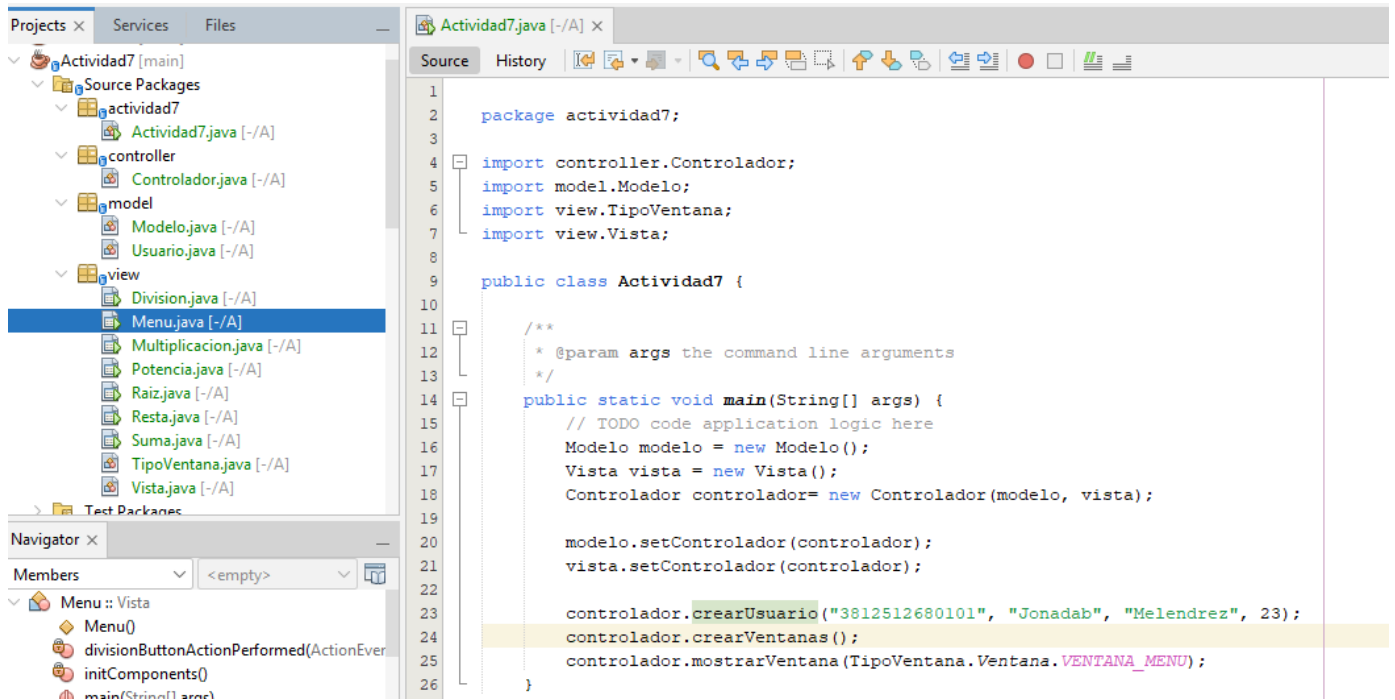 Projects × Services Files
Actividad7 [main]
Source Packages
actividad7
Actividad7.java [-/A]
controller
Controlador.java [-/A]
model
Modelo.java [-/A]
Usuario.java [-/A]
view
Division.java [-/A]
Menu.java [-/A]
Multiplicacion.java [-/A]
Potencia.java [-/A]
Raiz.java [-/A]
Resta.java [-/A]
Suma.java [-/A]
TipoVentana.java [-/A]
Vista.java [-/A]
Test Packages
Navigator ×
Members <empty>
Menu :: Vista
Menu()
divisionButtonActionPerformed(ActionEver
initComponents()
main(String[] args)
Actividad7.java [-/A] ×
Source History
1
2 package actividad7;
3
4 import controller.Controlador;
5 import model.Modelo;
6 import view.TipoVentana;
7 import view.Vista;
8
9 public class Actividad7 {
10
11 /**
12 * @param args the command line arguments
13 */
14 public static void main(String[] args) {
15 // TODO code application logic here
16 Modelo modelo = new Modelo();
17 Vista vista = new Vista();
18 Controlador controlador= new Controlador(modelo, vista);
19
20 modelo.setControlador(controlador);
21 vista.setControlador(controlador);
22
23 controlador.crearUsuario("3812512680101", "Jonadab", "Melendrez", 23);
24 controlador.crearVentanas();
25 controlador.mostrarVentana(TipoVentana.Ventana.VENTANA_MENU);
26 }